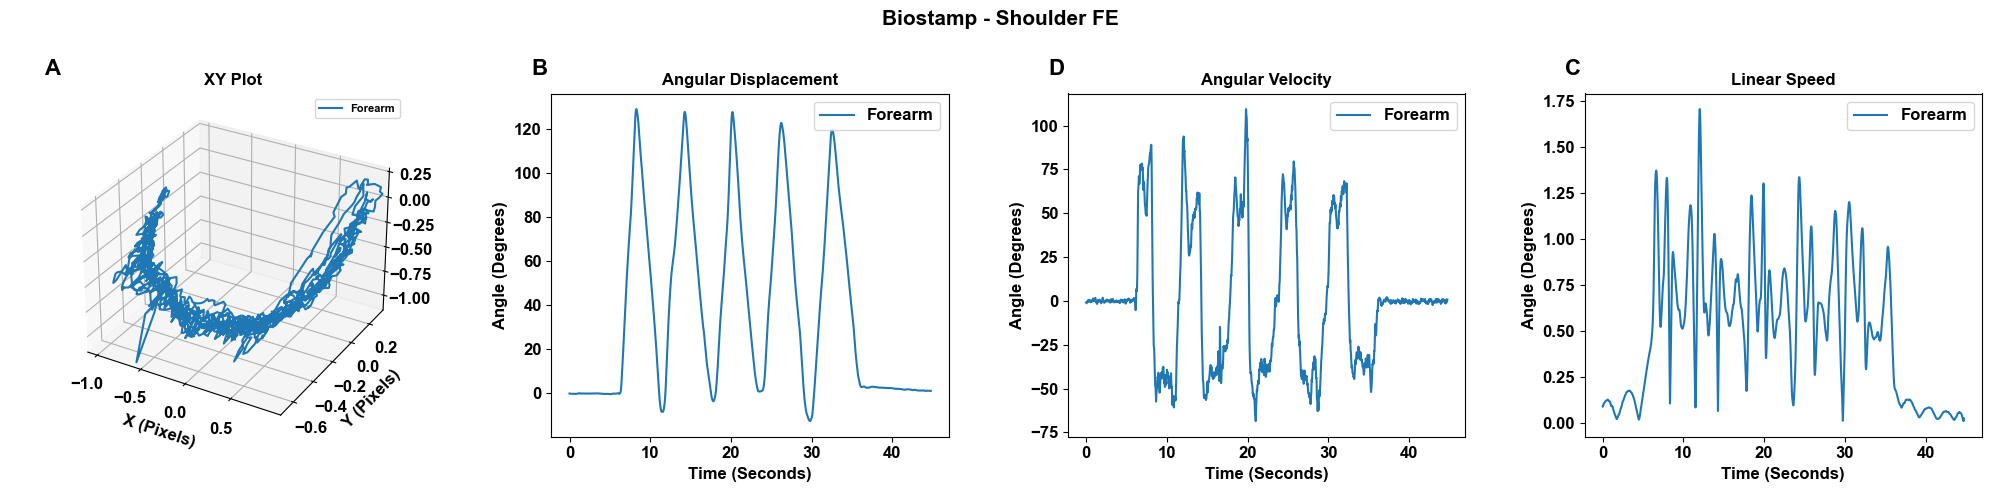 Biostamp - Shoulder FE
A
XY Plot
Forearm
0.25
0.00
−0.25
−0.50
−0.75
−1.00
−1.0
−0.5
0.0
0.5
X (Pixels)
0.2
0.0
−0.2
−0.4
−0.6
Y (Pixels)
B
Angular Displacement
Forearm
Angle (Degrees)
120
100
80
60
40
20
0
0 10 20 30 40
Time (Seconds)
D
Angular Velocity
Forearm
Angle (Degrees)
100
75
50
25
0
−25
−50
−75
0 10 20 30 40
Time (Seconds)
C
Linear Speed
Forearm
Angle (Degrees)
1.75
1.50
1.25
1.00
0.75
0.50
0.25
0.00
0 10 20 30 40
Time (Seconds)